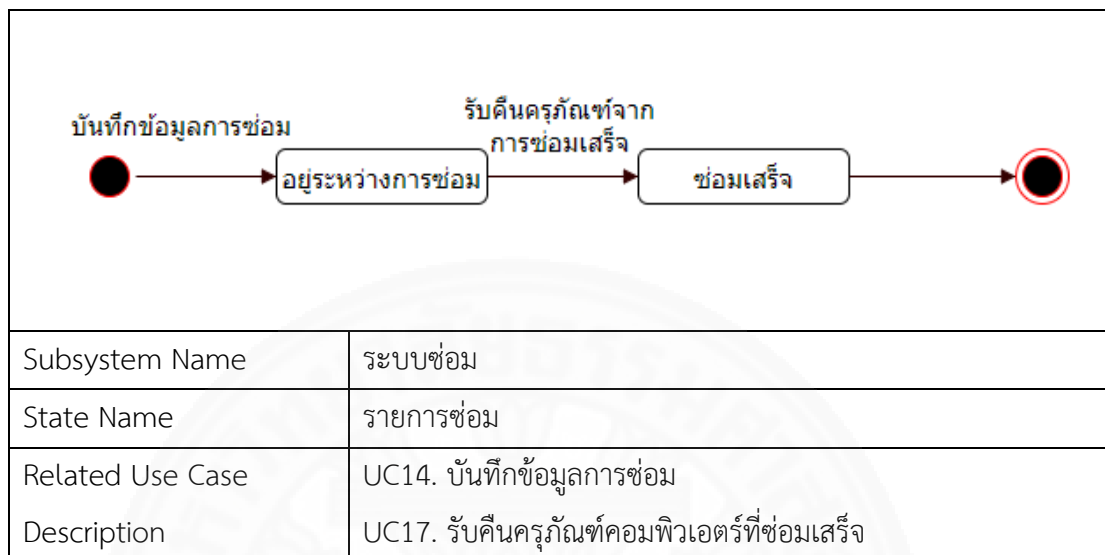 บันทึกข้อมูลการซ่อม
รับคืนครุภัณฑ์จาก
การซ่อมเสร็จ
อยู่ระหว่างการซ่อม
ซ่อมเสร็จ
Subsystem Name ระบบซ่อม
State Name รายการซ่อม
Related Use Case UC14. บันทึกข้อมูลการซ่อม
Description UC17. รับคืนครุภัณฑ์คอมพิวเตอร์ที่ซ่อมเสร็จ